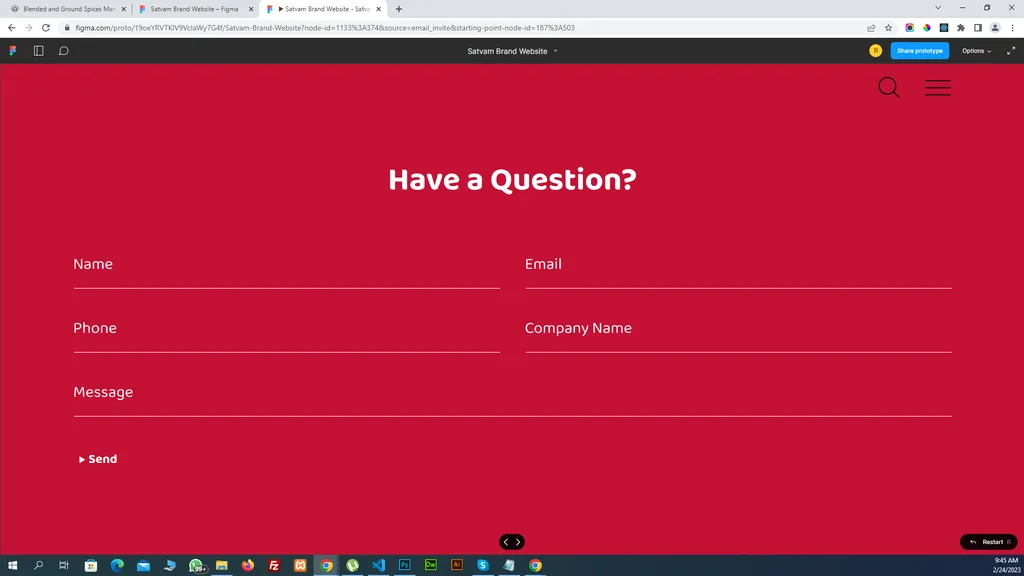 Blended and Ground Spices Ma
Satvam Brand Website – Figma
▶ Satvam Brand Website - Satva
figma.com/proto/19oeYRVTKlV9VclaWy7G4f/Satvam-Brand-Website?node-id=1133%3A374&source=email_invite&starting-point-node-id=187%3A503
Satvam Brand Website
R
Share prototype
Options
Have a Question?
Name
Email
Phone
Company Name
Message
▶ Send
Restart R
99+
9:45 AM
2/24/2023